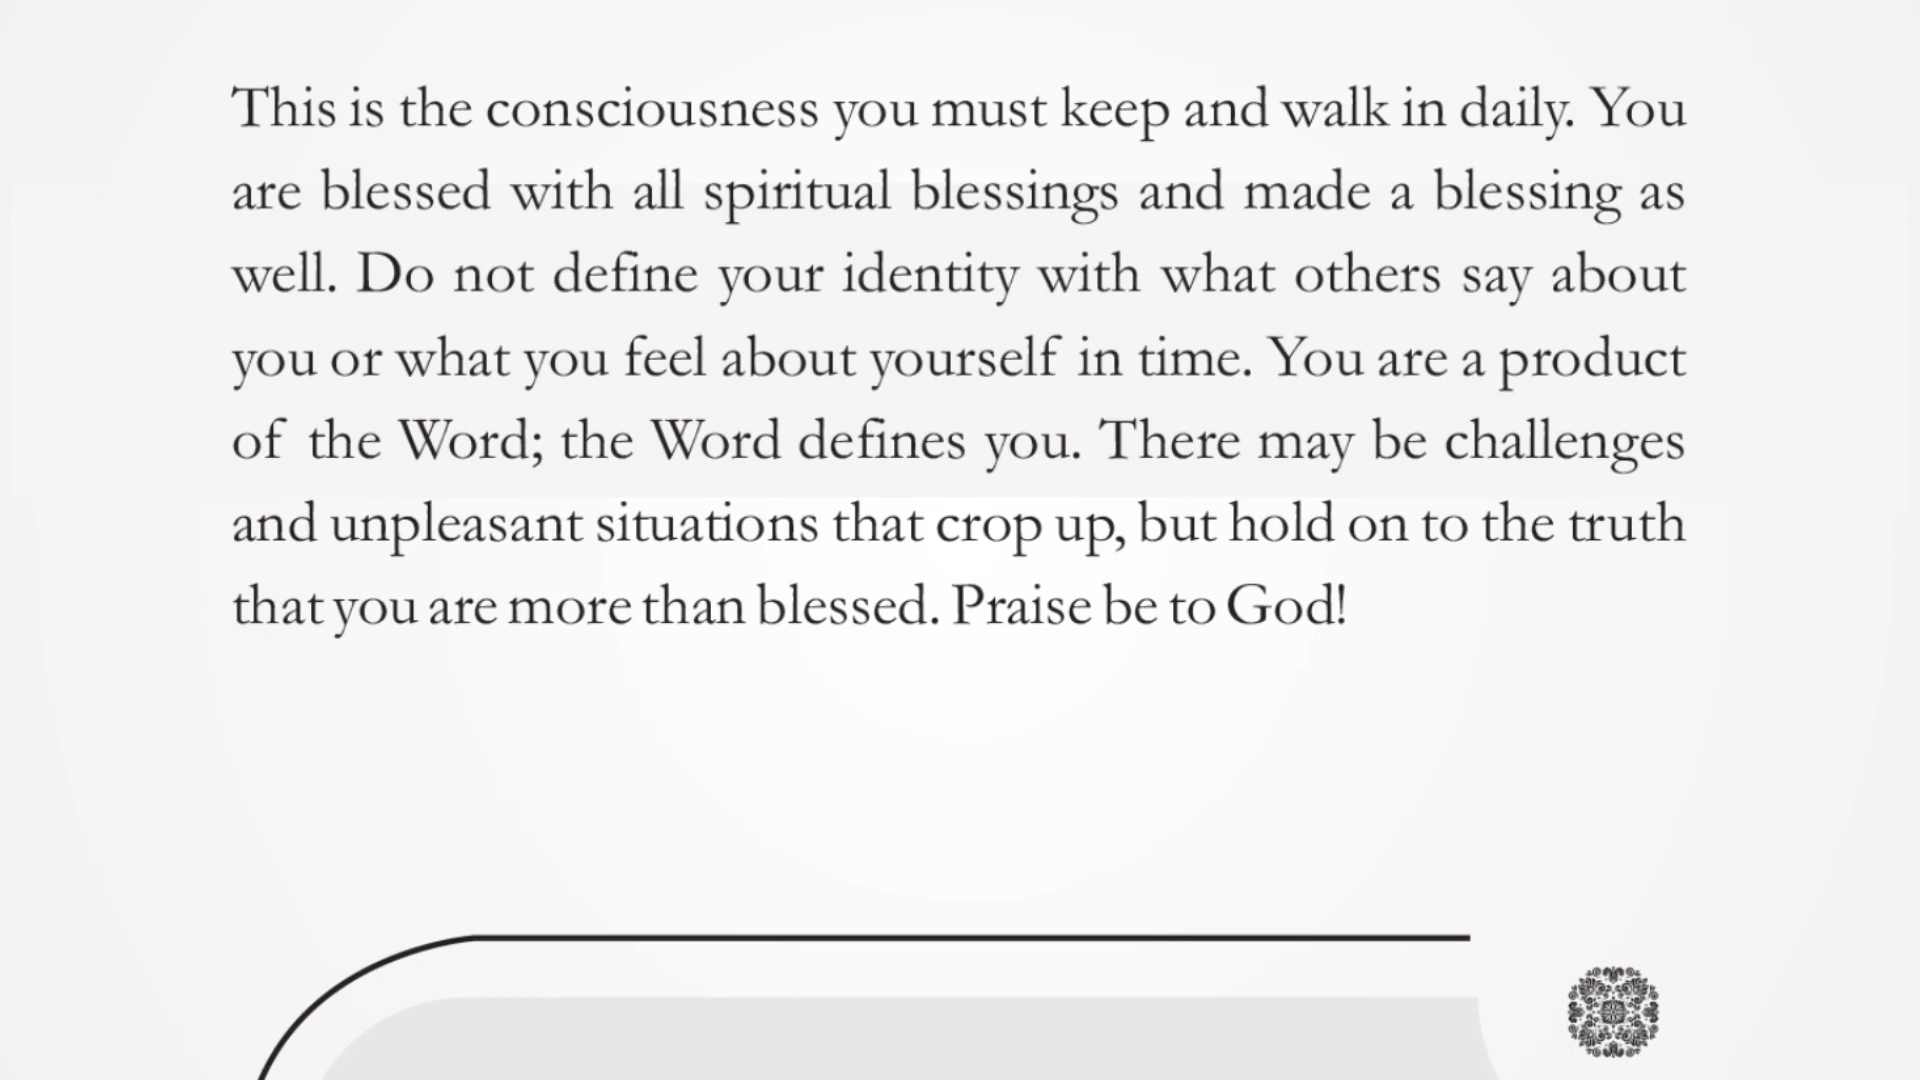 This is the consciousness you must keep and walk in daily. You
are blessed with all spiritual blessings and made a blessing as
well. Do not define your identity with what others say about
you or what you feel about yourself in time. You are a product
of the Word; the Word defines you. There may be challenges
and unpleasant situations that crop up, but hold on to the truth
that you are more than blessed. Praise be to God!